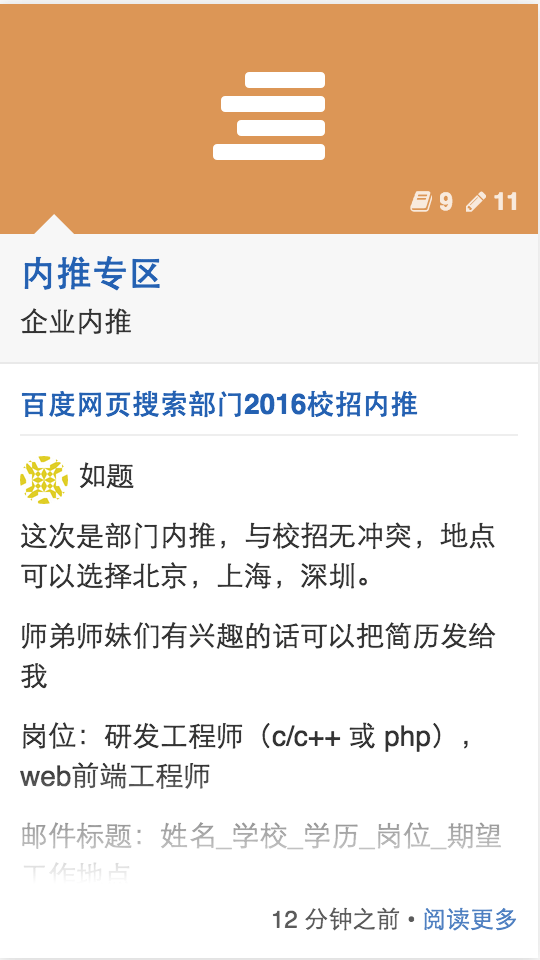 9 11
内推专区
企业内推
百度网页搜索部门2016校招内推
如题
这次是部门内推，与校招无冲突，地点
可以选择北京，上海，深圳。
师弟师妹们有兴趣的话可以把简历发给
我
岗位：研发工程师（c/c++ 或 php），
web前端工程师
邮件标题：姓名_学校_学历_岗位_期望
工作地点
12 分钟之前 • 阅读更多